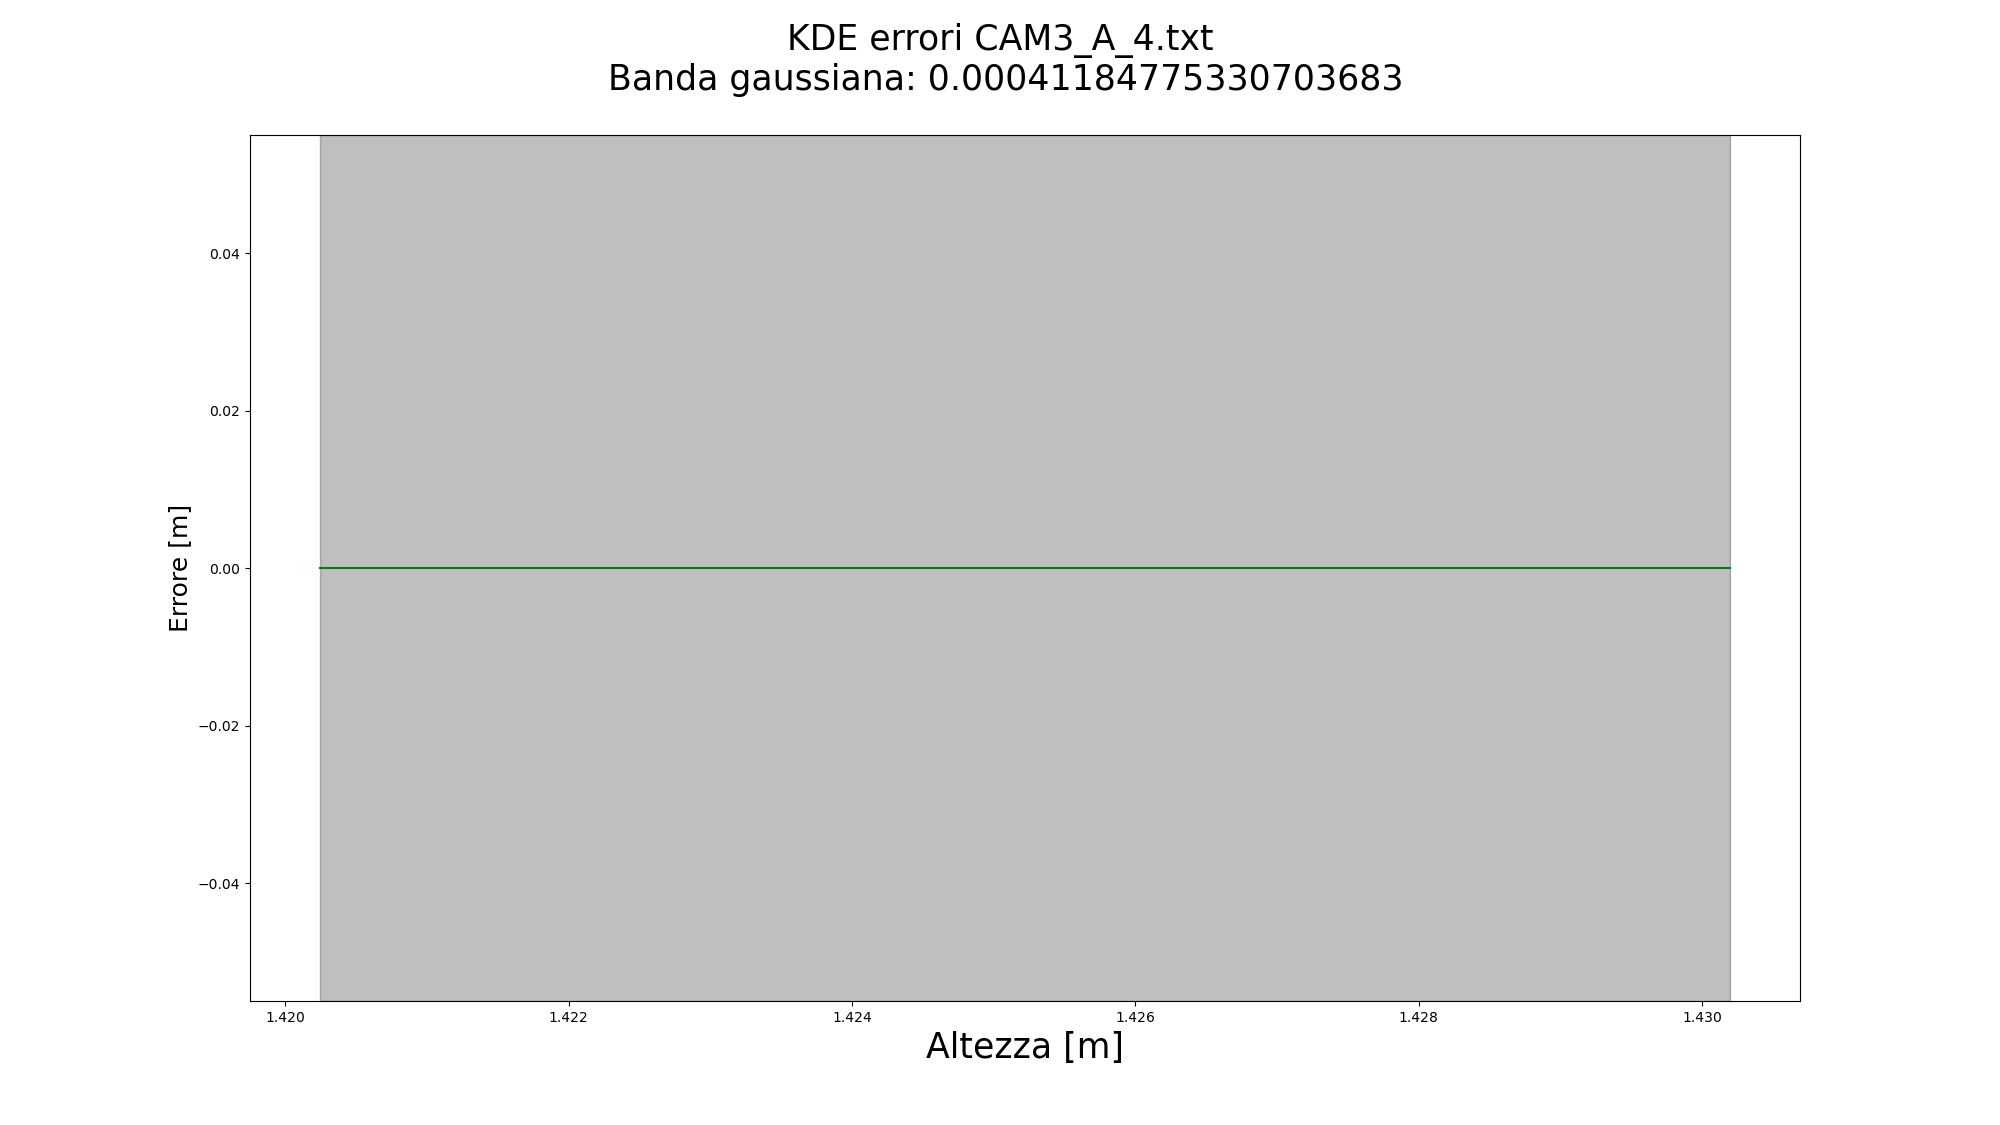 KDE errori CAM3_A_4.txt
Banda gaussiana: 0.00041184775330703683
Errore [m]
0.04
0.02
0.00
−0.02
−0.04
1.420 1.422 1.424 1.426 1.428 1.430
Altezza [m]